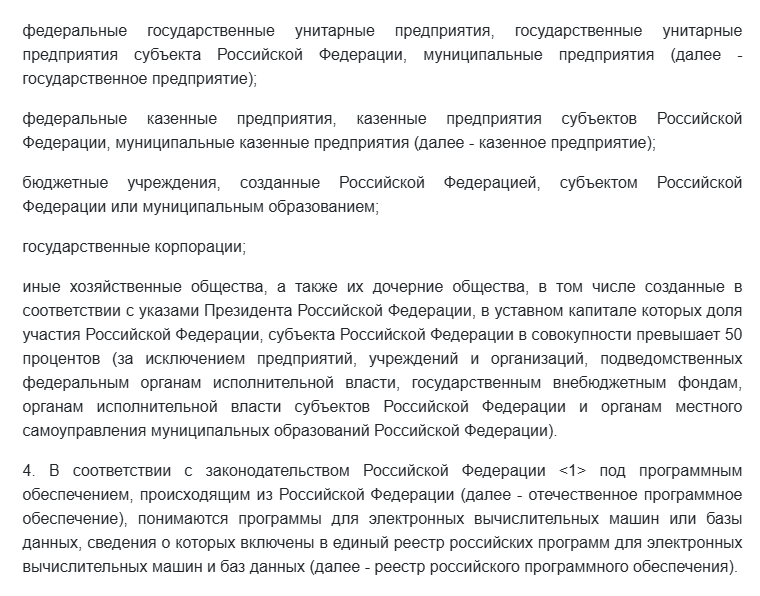 федеральные государственные унитарные предприятия, государственные унитарные
предприятия субъекта Российской Федерации, муниципальные предприятия (далее -
государственное предприятие);
федеральные казенные предприятия, казенные предприятия субъектов Российской
Федерации, муниципальные казенные предприятия (далее - казенное предприятие);
бюджетные учреждения, созданные Российской Федерацией, субъектом Российской
Федерации или муниципальным образованием;
государственные корпорации;
иные хозяйственные общества, а также их дочерние общества, в том числе созданные в
соответствии с указами Президента Российской Федерации, в уставном капитале которых доля
участия Российской Федерации, субъекта Российской Федерации в совокупности превышает 50
процентов (за исключением предприятий, учреждений и организаций, подведомственных
федеральным органам исполнительной власти, государственным внебюджетным фондам,
органам исполнительной власти субъектов Российской Федерации и органам местного
самоуправления муниципальных образований Российской Федерации).
4. В соответствии с законодательством Российской Федерации <1> под программным
обеспечением, происходящим из Российской Федерации (далее - отечественное программное
обеспечение), понимаются программы для электронных вычислительных машин или базы
данных, сведения о которых включены в единый реестр российских программ для электронных
вычислительных машин и баз данных (далее - реестр российского программного обеспечения).